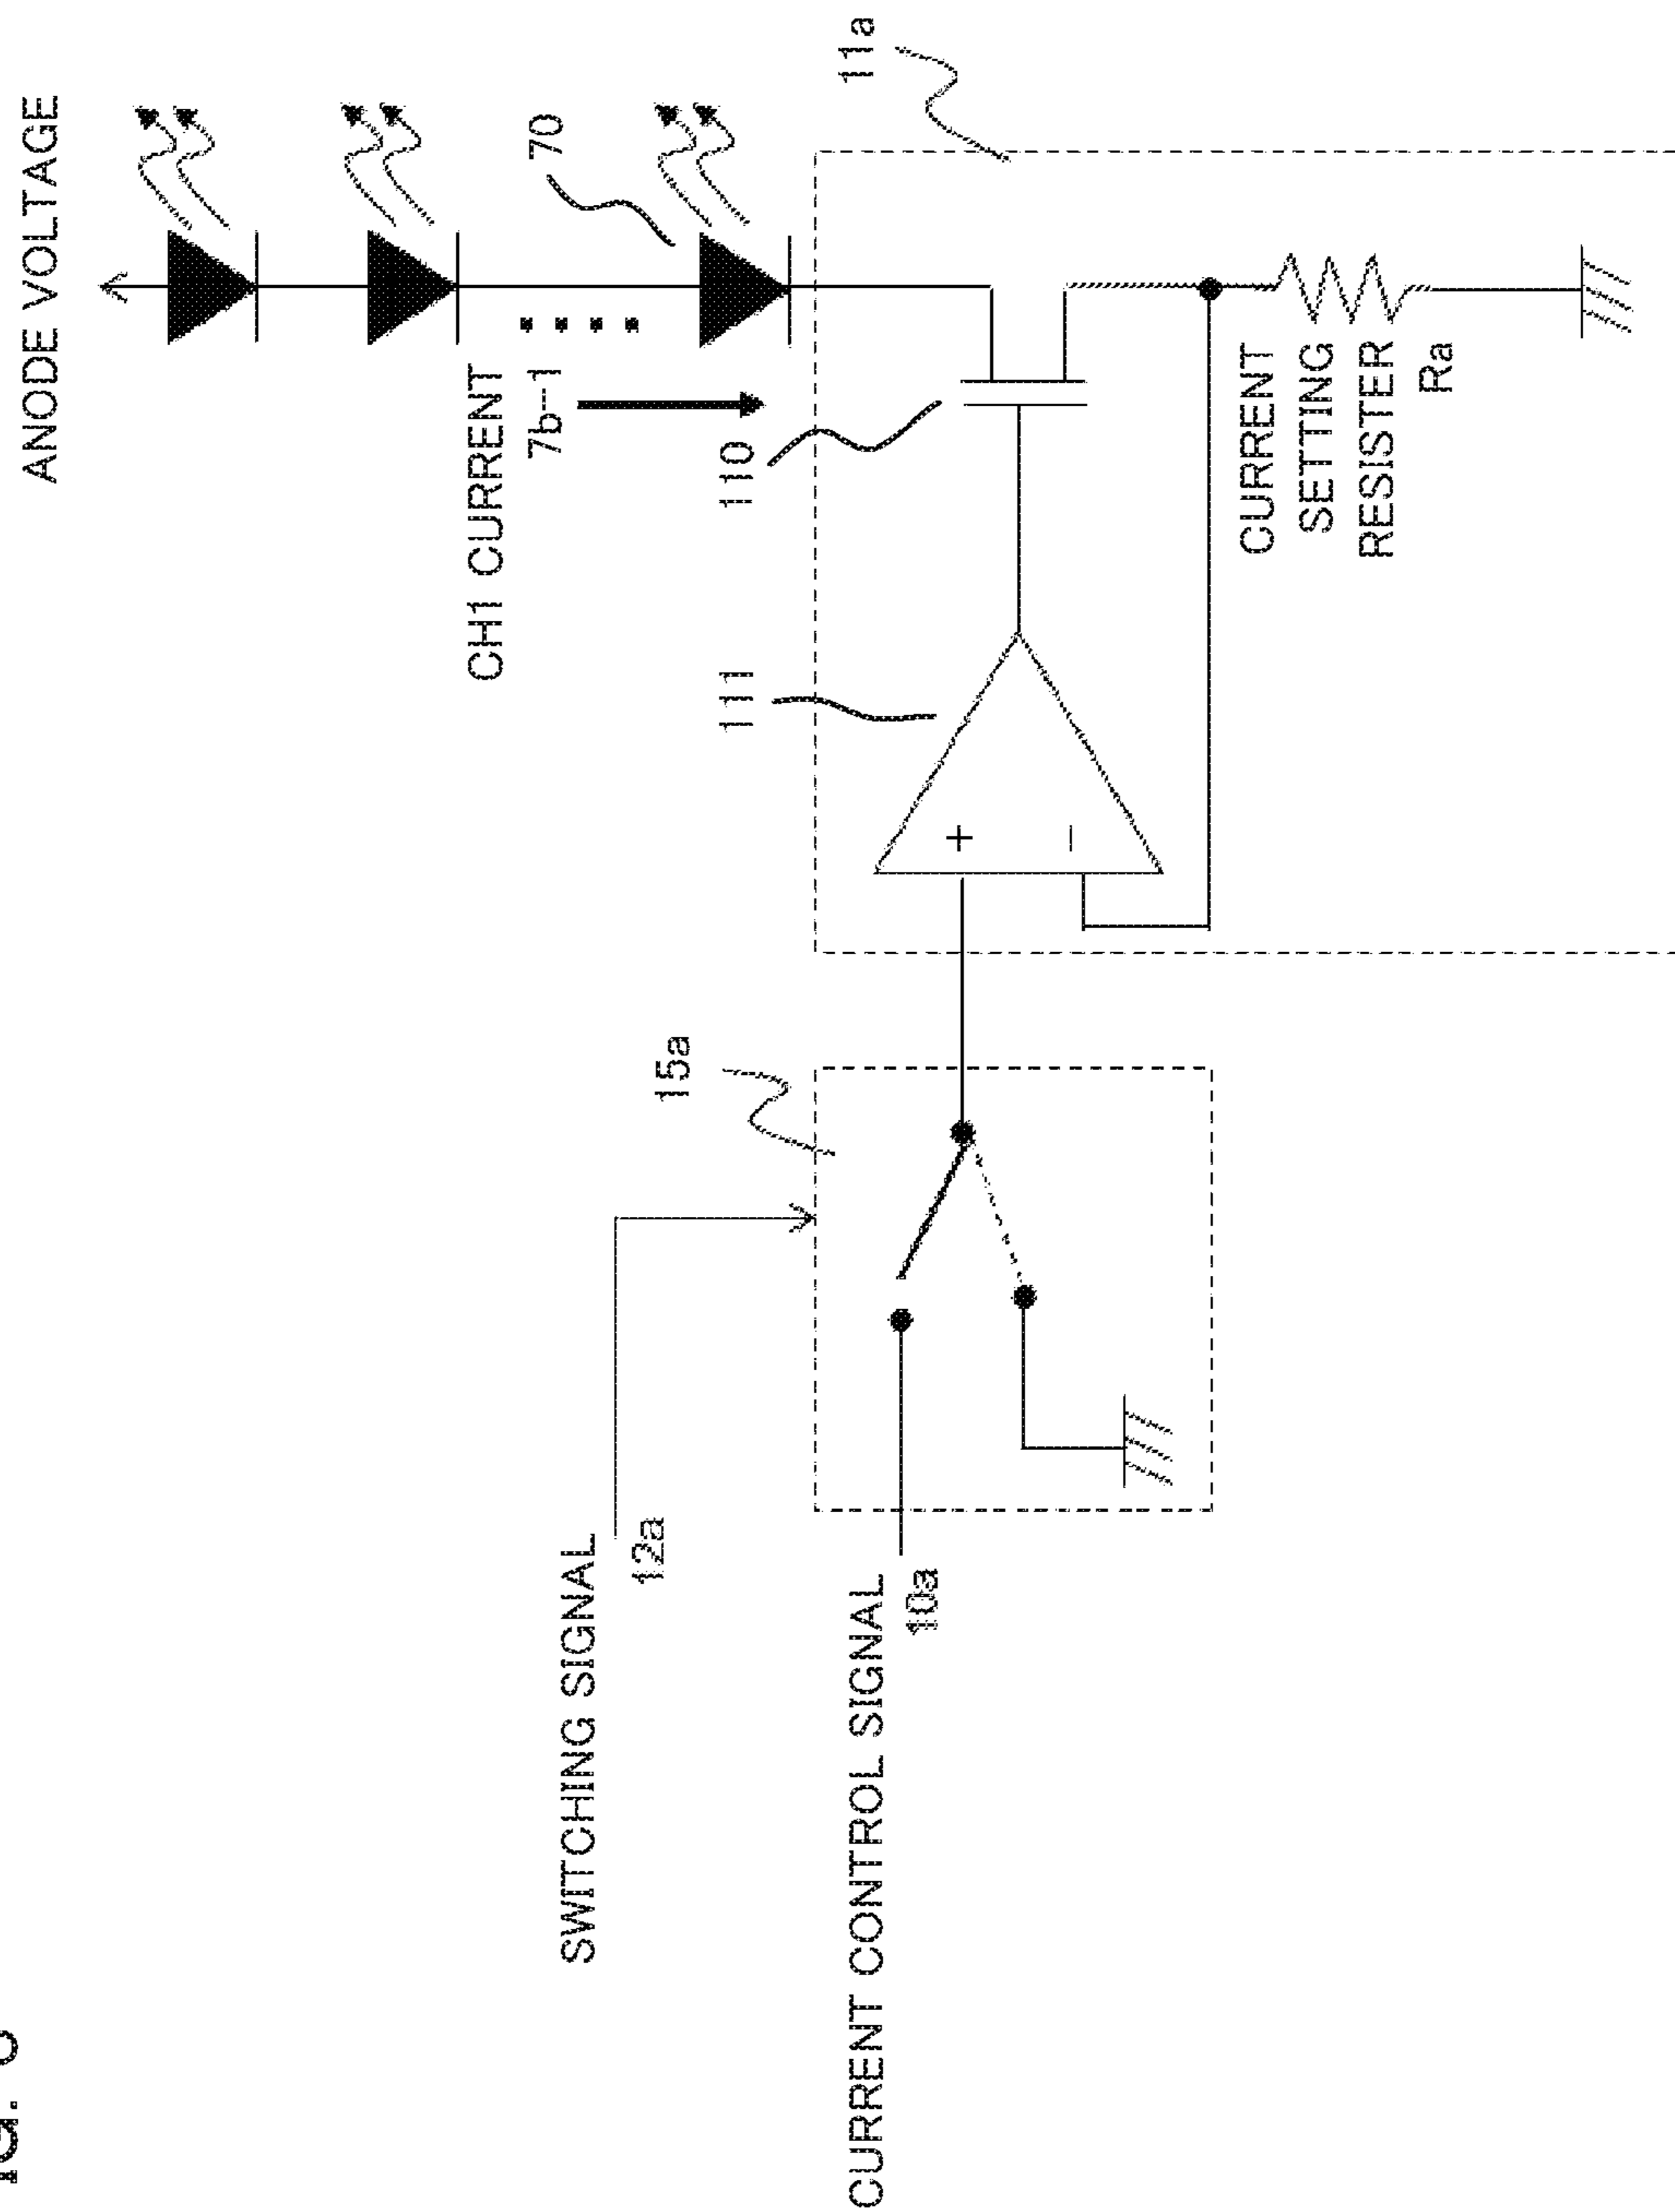 ANODE VOLTAGE
CH1 CURRENT
7b-1
70
SWITCHING SIGNAL
12a
15a
111
110
11a
CURRENT CONTROL SIGNAL
10a
+
−
CURRENT
SETTING
RESISTER
Ra